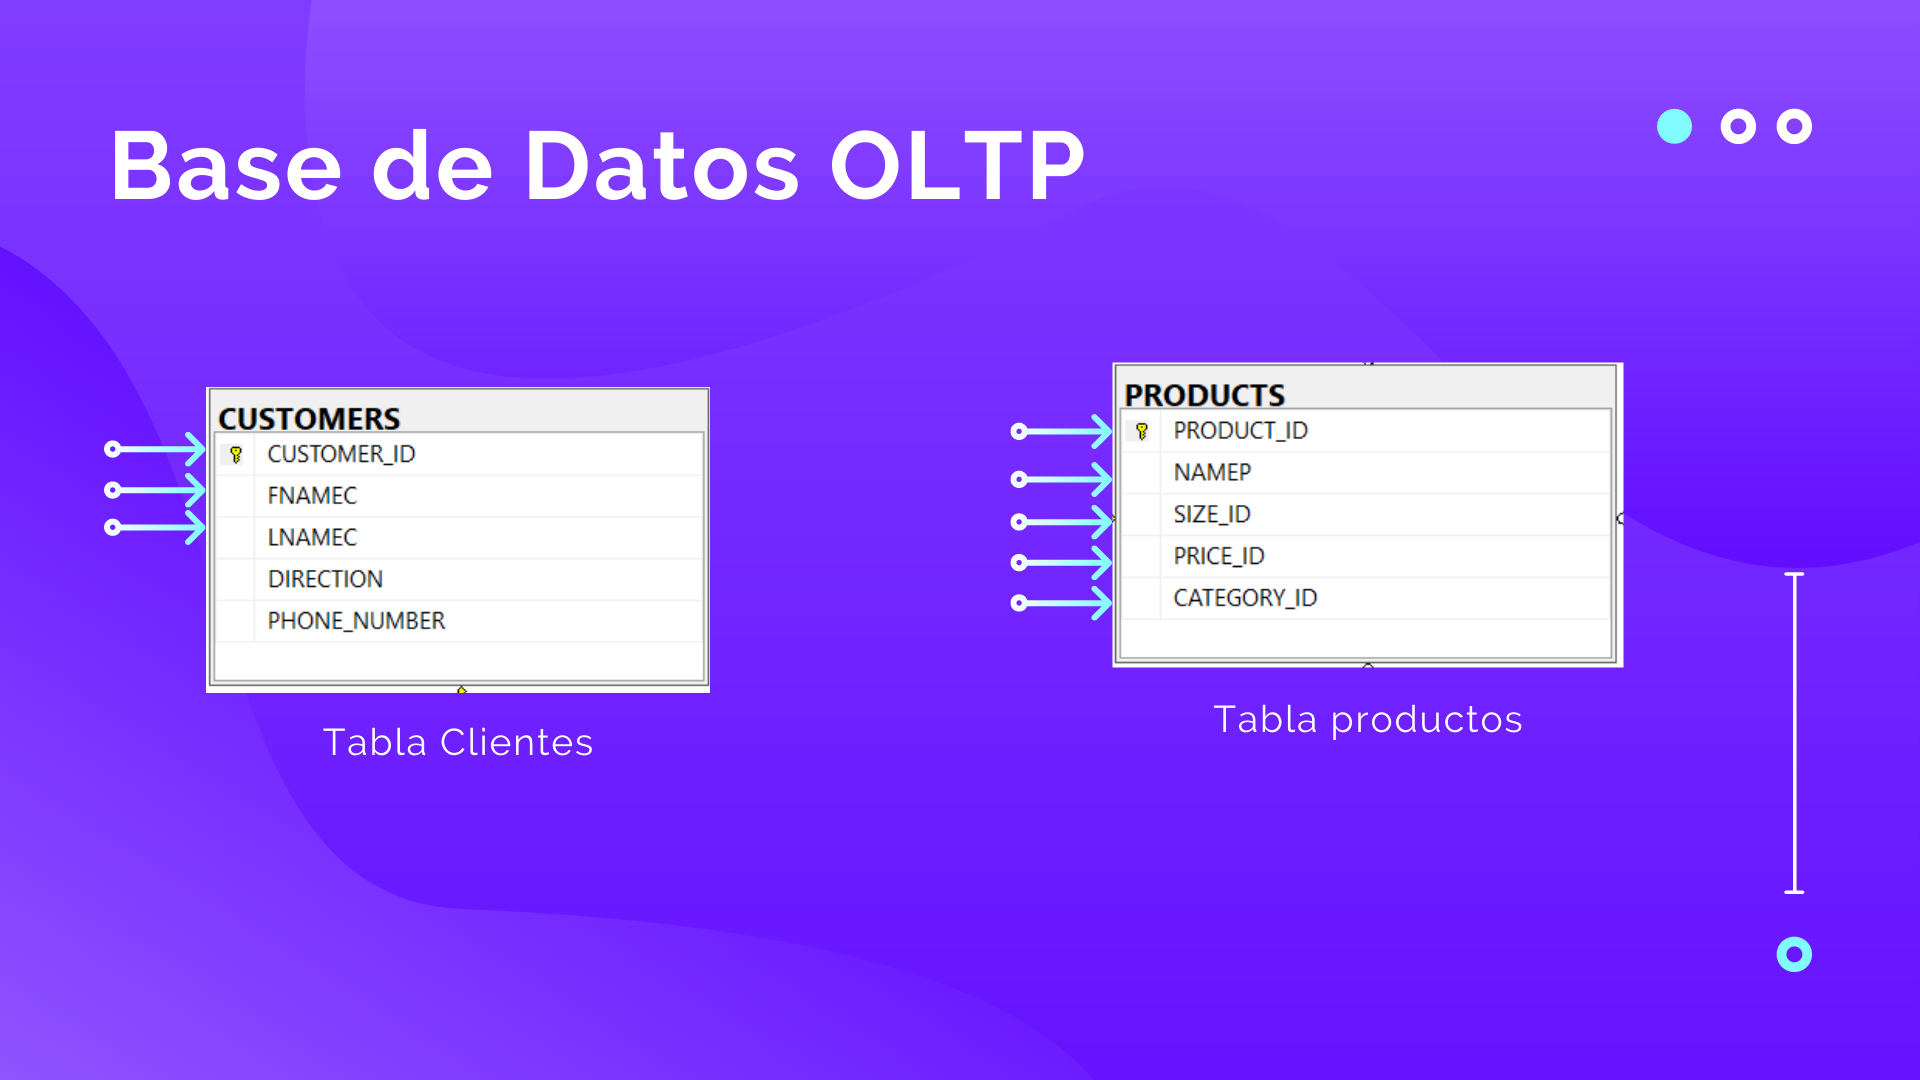 Base de Datos OLTP
CUSTOMERS
CUSTOMER_ID
FNAMEC
LNAMEC
DIRECTION
PHONE_NUMBER
Tabla Clientes
PRODUCTS
PRODUCT_ID
NAMEP
SIZE_ID
PRICE_ID
CATEGORY_ID
Tabla productos